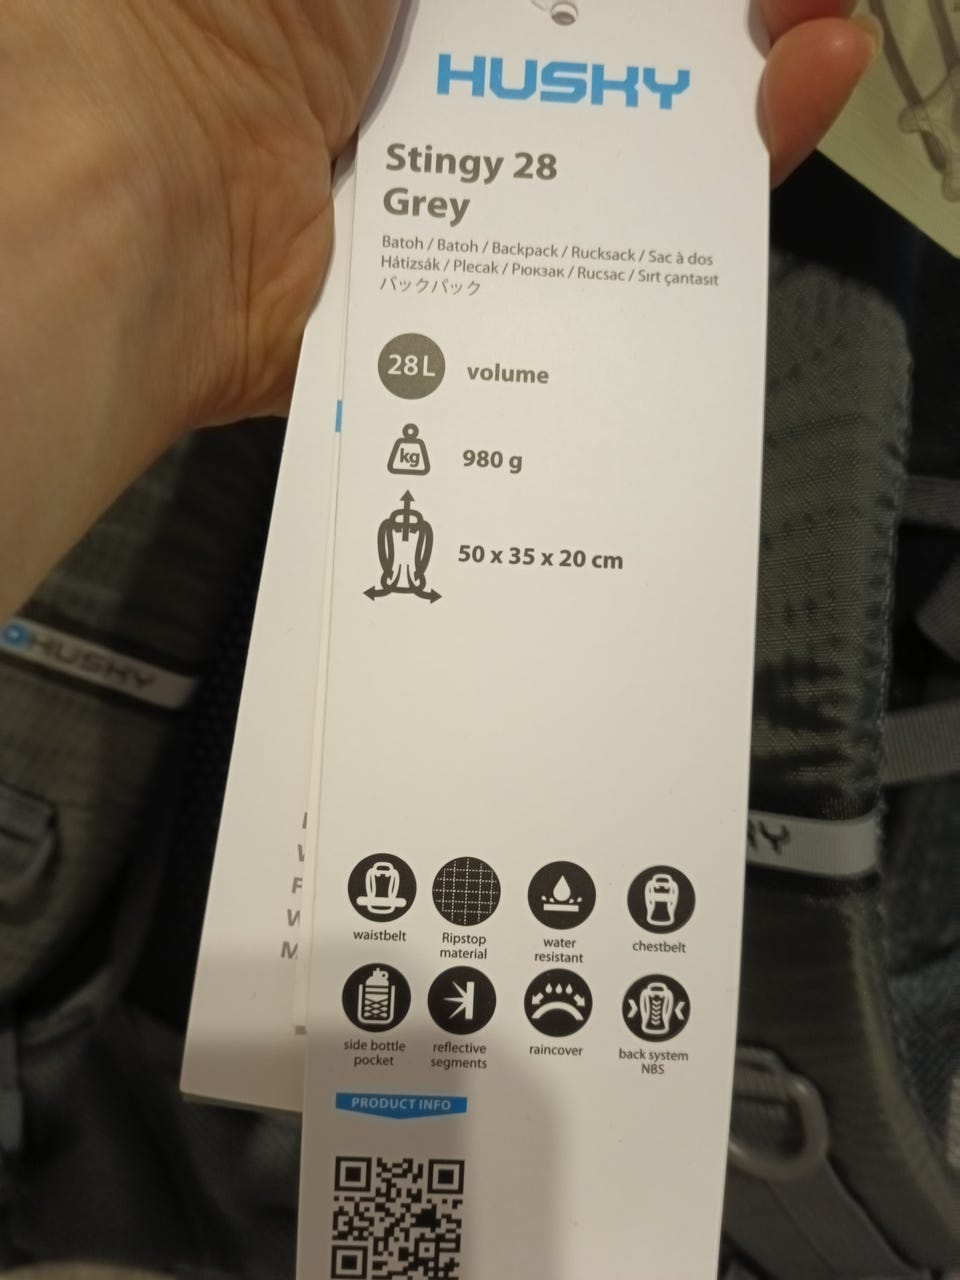 HUSKY
Stingy 28
Grey
Batoh / Batoh / Backpack / Rucksack / Sac à dos
Hátizsák / Plecak / Рюкзак / Rucsac / Sırt çantasıt
バックパック
28L volume
kg 980 g
50 x 35 x 20 cm
waistbelt
Ripstop
material
water
resistant
chestbelt
side bottle
pocket
reflective
segments
raincover
back system
NBS
PRODUCT INFO
HUSKY
KY
F
W
M